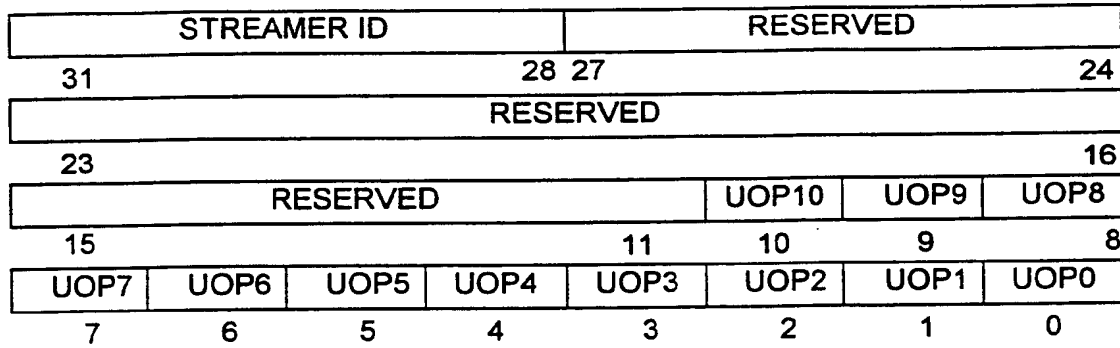 STREAMER ID RESERVED
31 28 27 24
RESERVED
23 16
RESERVED UOP10 UOP9 UOP8
15 11 10 9 8
UOP7 UOP6 UOP5 UOP4 UOP3 UOP2 UOP1 UOP0
7 6 5 4 3 2 1 0